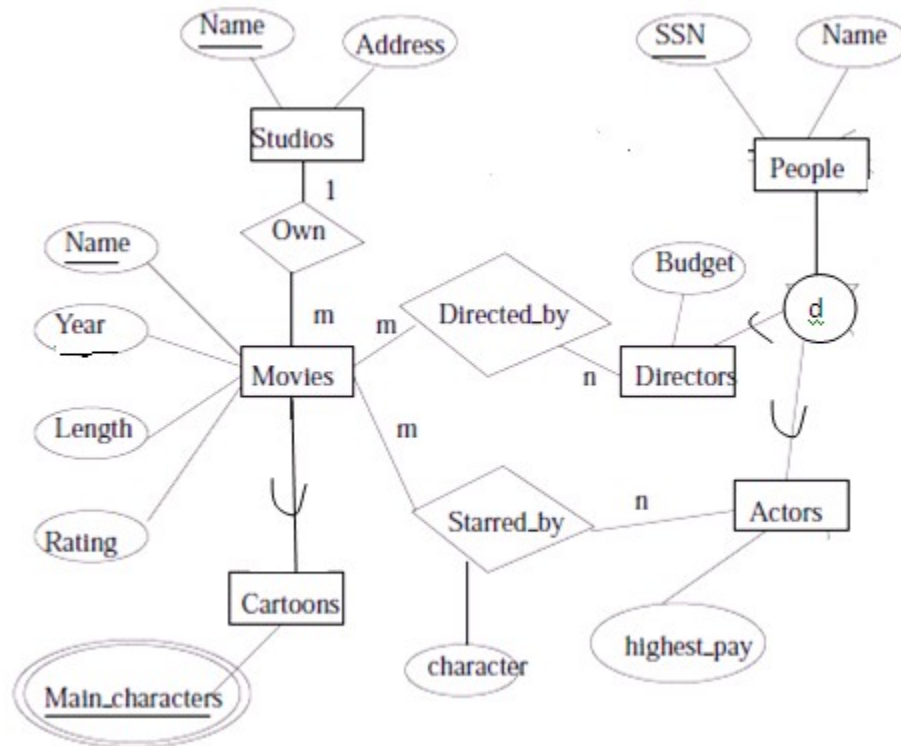 Name
Address
SSN
Name
Studios
People
1
Own
Name
Budget
Year
m
m
Directed_by
d
Movies
n
Directors
Length
m
Rating
Starred_by
n
Actors
Cartoons
character
highest_pay
Main_characters